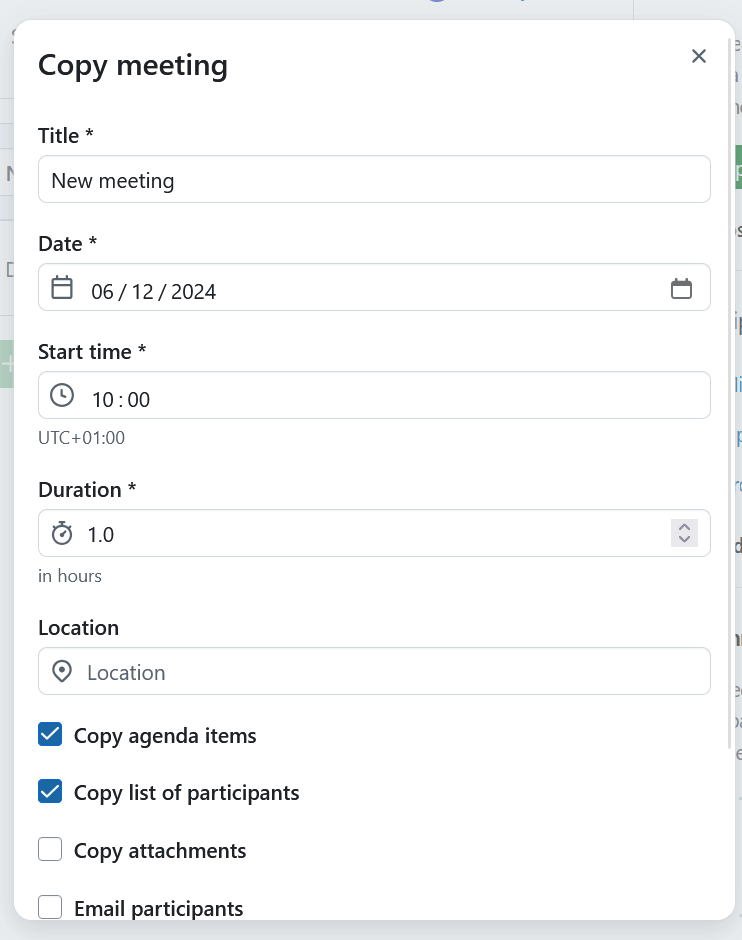 Copy meeting
Title *
New meeting
Date *
06 / 12 / 2024
Start time *
10 : 00
UTC+01:00
Duration *
1.0
in hours
Location
Location
Copy agenda items
Copy list of participants
Copy attachments
Email participants